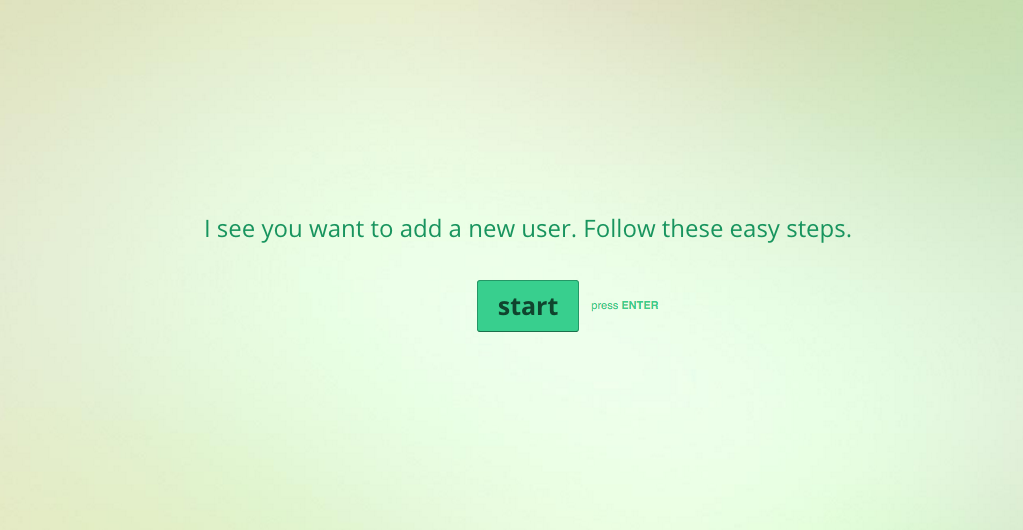 I see you want to add a new user. Follow these easy steps.
start press ENTER